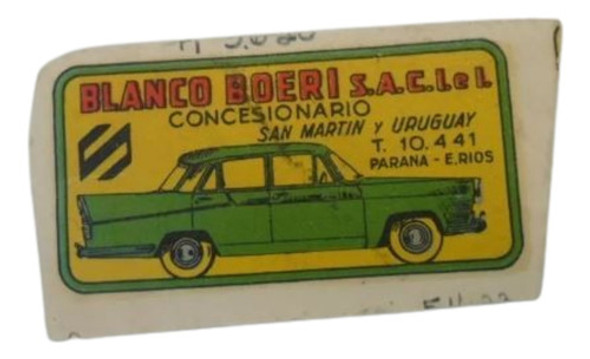 BLANCO BOERI S.A.C.I.e I.
CONCESIONARIO
SAN MARTIN y URUGUAY
T. 10.441
PARANA - E.RIOS